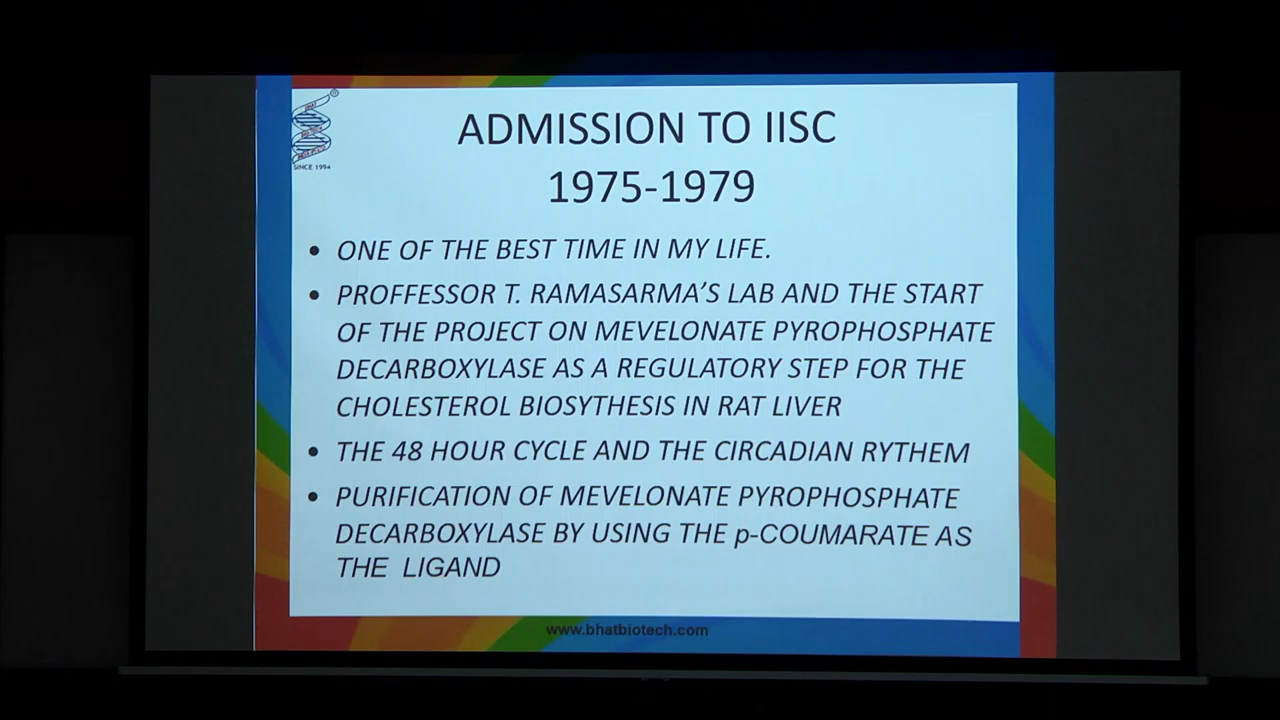 ADMISSION TO IISC
1975-1979
• ONE OF THE BEST TIME IN MY LIFE.
• PROFFESSOR T. RAMASARMA'S LAB AND THE START
OF THE PROJECT ON MEVELONATE PYROPHOSPHATE
DECARBOXYLASE AS A REGULATORY STEP FOR THE
CHOLESTEROL BIOSYTHESIS IN RAT LIVER
• THE 48 HOUR CYCLE AND THE CIRCADIAN RYTHEM
• PURIFICATION OF MEVELONATE PYROPHOSPHATE
DECARBOXYLASE BY USING THE p-COUMARATE AS
THE LIGAND
SINCE 1994
www.bhatbiotech.com